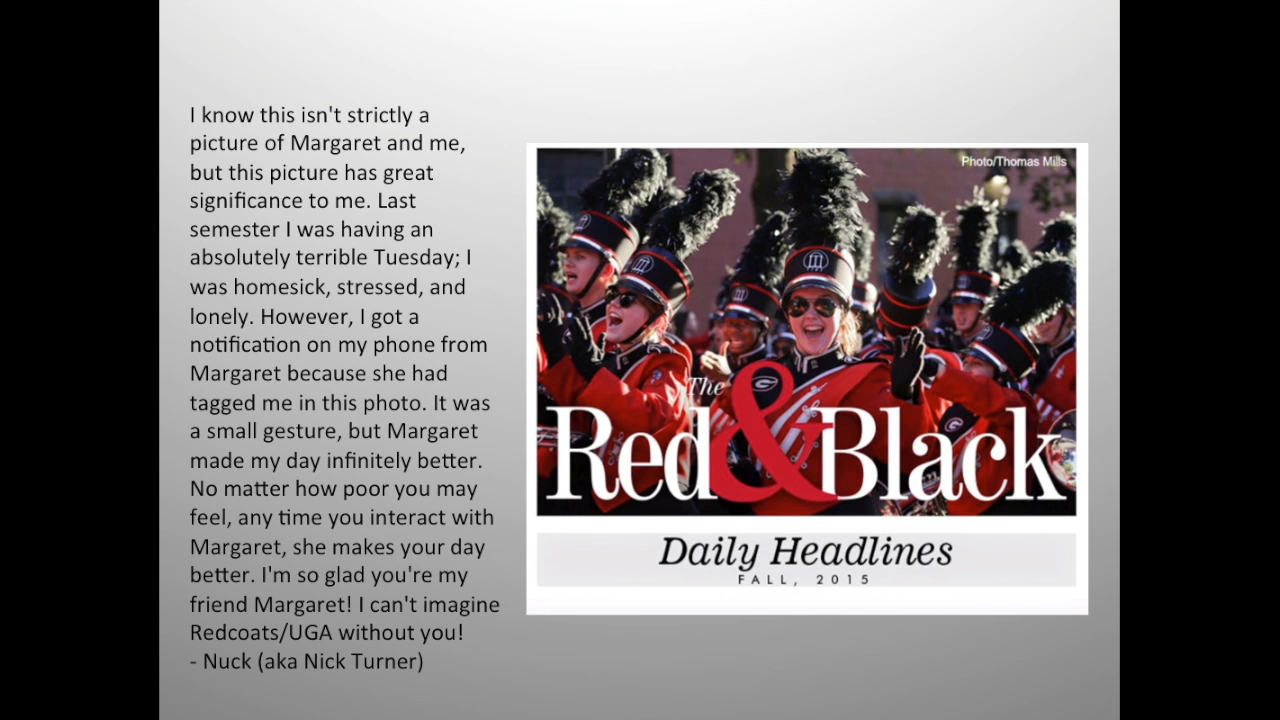 I know this isn't strictly a
picture of Margaret and me,
but this picture has great
significance to me. Last
semester I was having an
absolutely terrible Tuesday; I
was homesick, stressed, and
lonely. However, I got a
notification on my phone from
Margaret because she had
tagged me in this photo. It was
a small gesture, but Margaret
made my day infinitely better.
No matter how poor you may
feel, any time you interact with
Margaret, she makes your day
better. I'm so glad you're my
friend Margaret! I can't imagine
Redcoats/UGA without you!
- Nuck (aka Nick Turner)
Photo/Thomas Mills
The
Red&Black
Daily Headlines
FALL, 2015